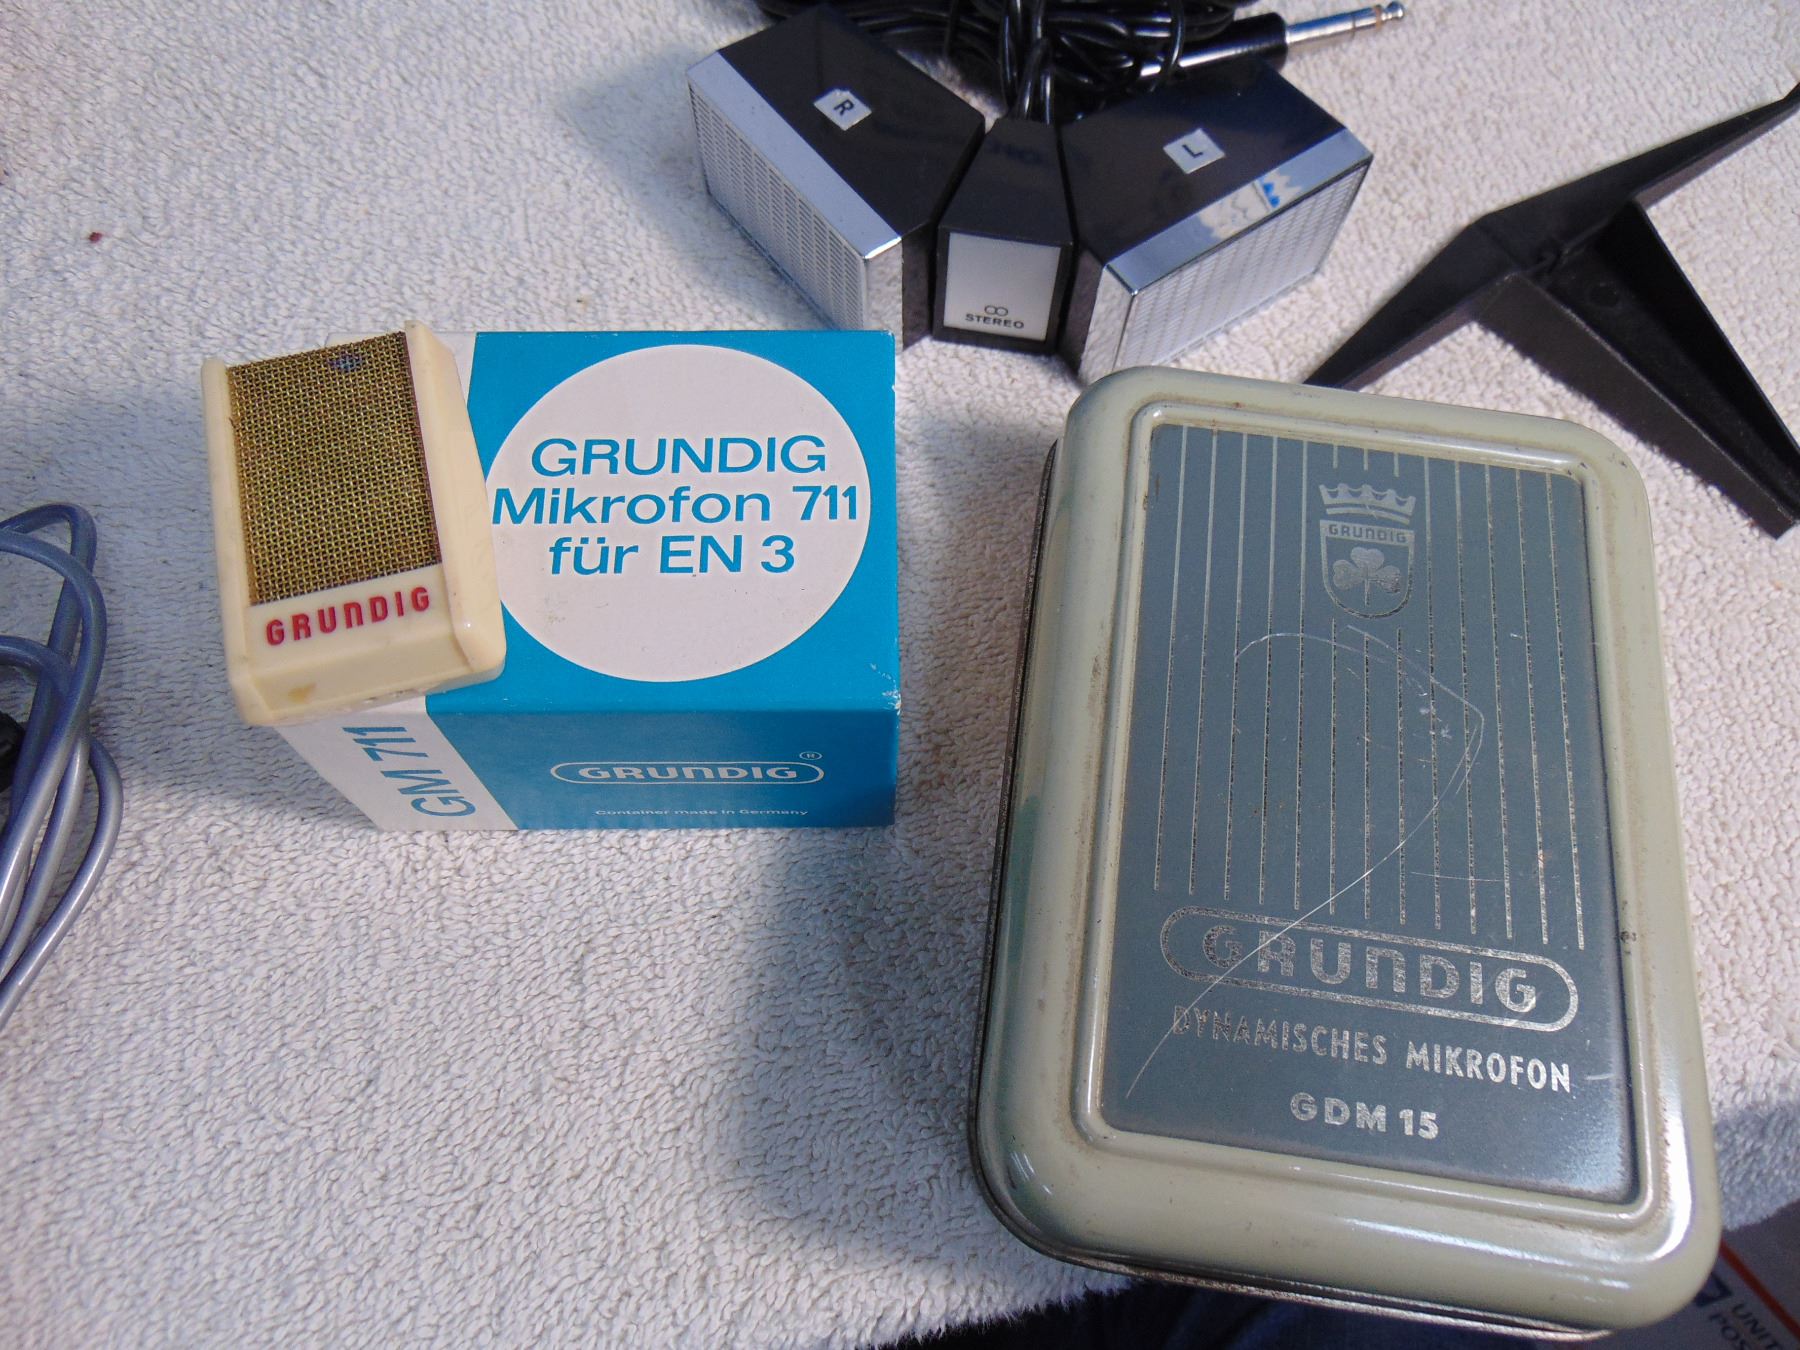 R
L
STEREO
GRUNDIG
GRUNDIG
Mikrofon 711
für EN 3
GM 711
GRUNDIG ®
Container made in Germany
GRUNDIG
GRUNDIG
DYNAMISCHES MIKROFON
GDM 15